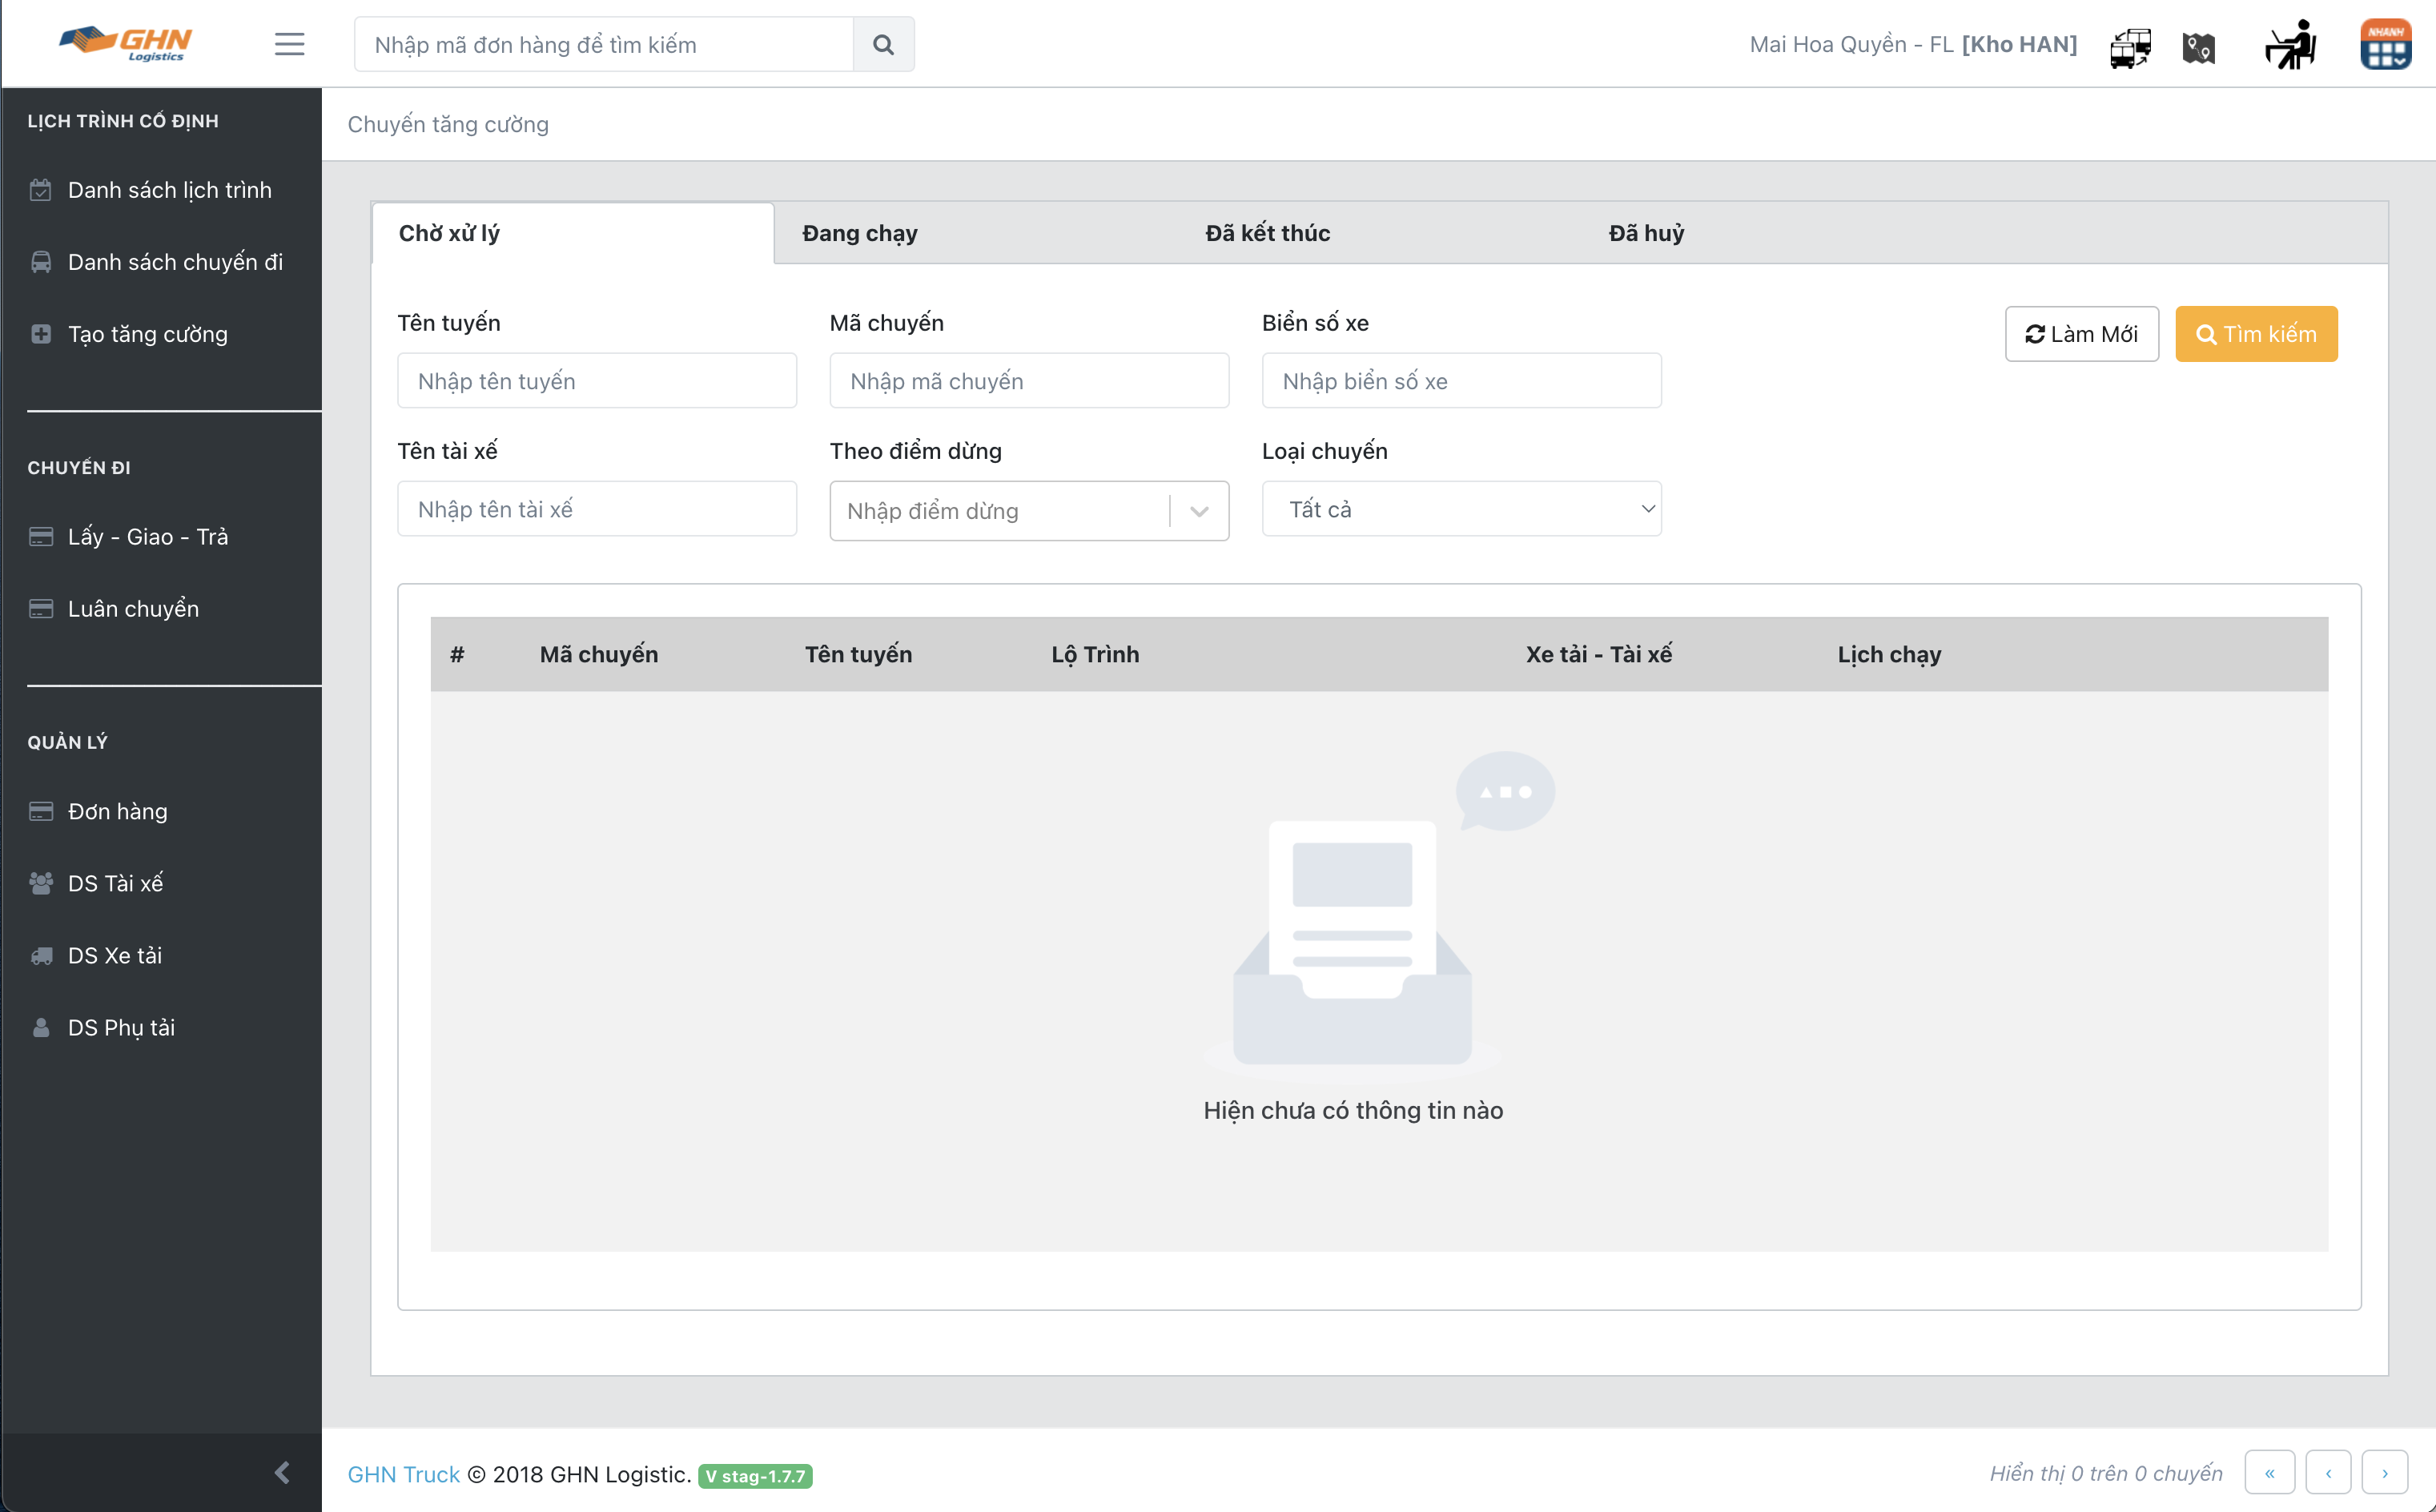 GHN
Logistics
Nhập mã đơn hàng để tìm kiếm
Mai Hoa Quyền - FL [Kho HAN]
NHANH
LỊCH TRÌNH CỐ ĐỊNH
Danh sách lịch trình
Danh sách chuyến đi
Tạo tăng cường
CHUYẾN ĐI
Lấy - Giao - Trả
Luân chuyển
QUẢN LÝ
Đơn hàng
DS Tài xế
DS Xe tải
DS Phụ tải
Chuyến tăng cường
Chờ xử lý
Đang chạy
Đã kết thúc
Đã huỷ
Tên tuyến
Mã chuyến
Biển số xe
Làm Mới
Tìm kiếm
Nhập tên tuyến
Nhập mã chuyến
Nhập biển số xe
Tên tài xế
Theo điểm dừng
Loại chuyến
Nhập tên tài xế
Nhập điểm dừng
Tất cả
# Mã chuyến Tên tuyến Lộ Trình Xe tải - Tài xế Lịch chạy
Hiện chưa có thông tin nào
GHN Truck © 2018 GHN Logistic. V stag-1.7.7
Hiển thị 0 trên 0 chuyến
« ‹ ›